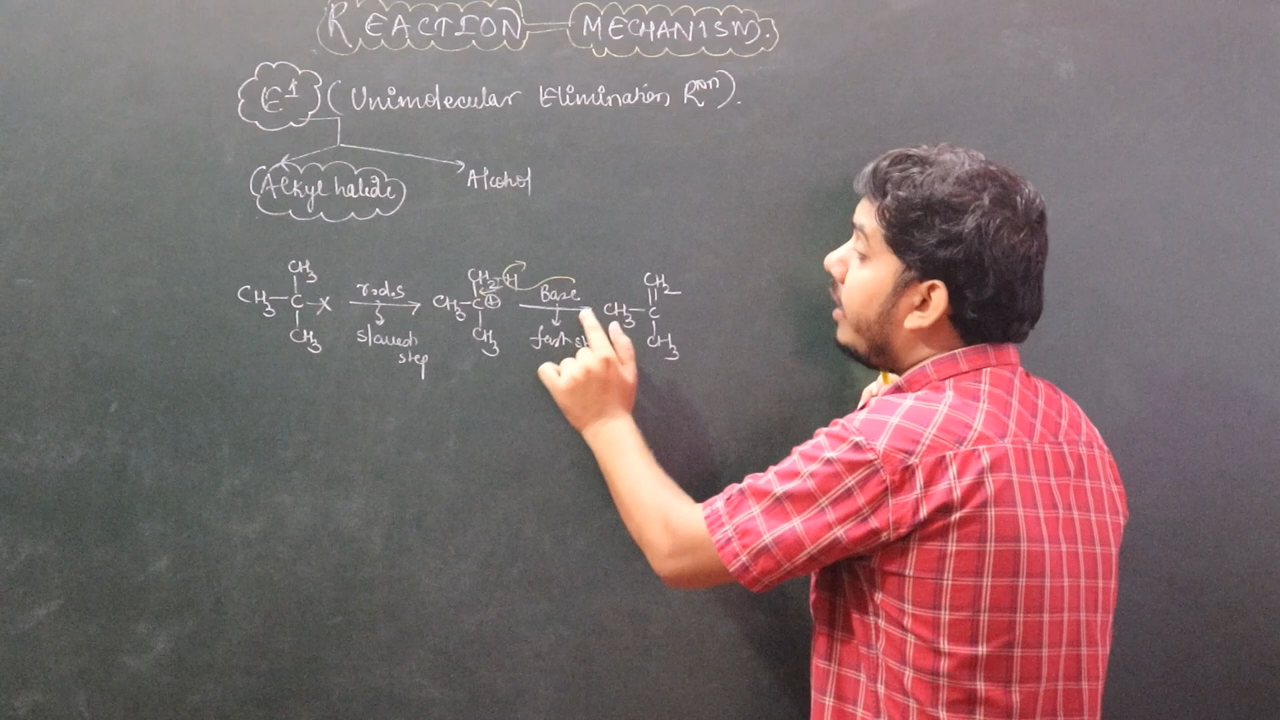 REACTION — MECHANISM.
E1 (Unimolecular Elimination Rxn).
Alkyl halide
Alcohol
CH3 CH2-H CH2
CH3-C-X r.d.s CH3-C⊕ Base CH3-C
CH3 slowest step CH3 fast CH3